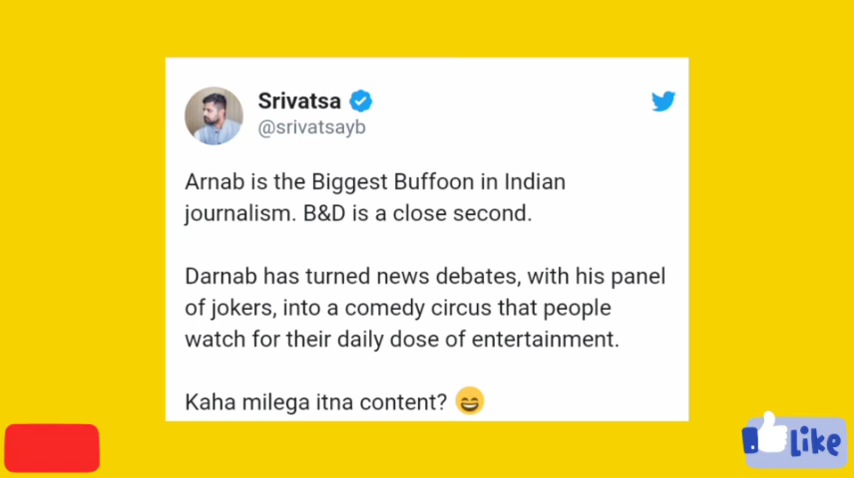 Srivatsa
@srivatsayb
Arnab is the Biggest Buffoon in Indian
journalism. B&D is a close second.
Darnab has turned news debates, with his panel
of jokers, into a comedy circus that people
watch for their daily dose of entertainment.
Kaha milega itna content? 😄
Like